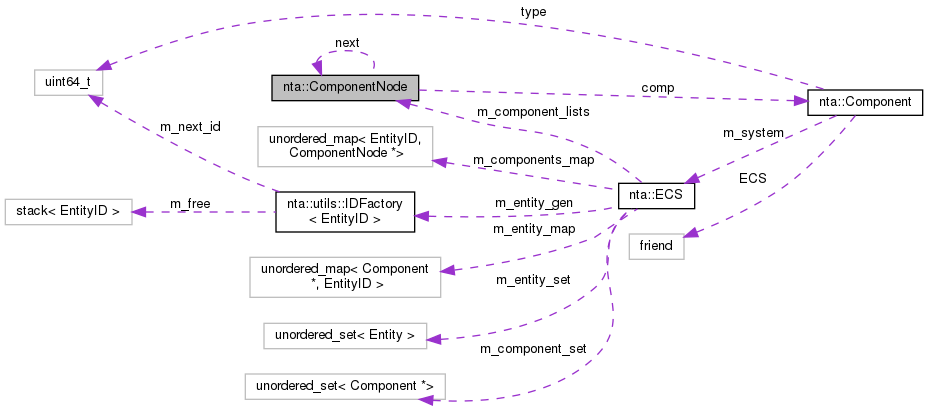 type
next
uint64_t
nta::ComponentNode
comp
nta::Component
m_component_lists
m_next_id
unordered_map< EntityID,
ComponentNode *>
m_system
m_components_map
ECS
nta::ECS
stack< EntityID >
m_free
nta::utils::IDFactory
< EntityID >
m_entity_gen
m_entity_map
friend
unordered_map< Component
*, EntityID >
m_entity_set
unordered_set< Entity >
m_component_set
unordered_set< Component *>